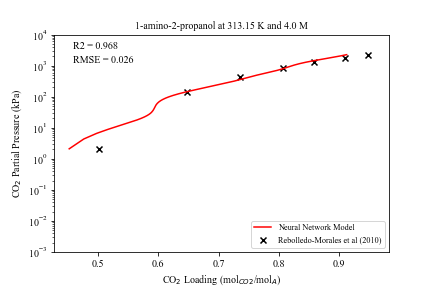 1-amino-2-propanol at 313.15 K and 4.0 M
R2 = 0.968
RMSE = 0.026
CO₂ Partial Pressure (kPa)
10⁴
10³
10²
10¹
10⁰
10⁻¹
10⁻²
10⁻³
Neural Network Model
Rebolledo-Morales et al (2010)
0.5 0.6 0.7 0.8 0.9
CO₂ Loading (mol_CO2/mol_A)